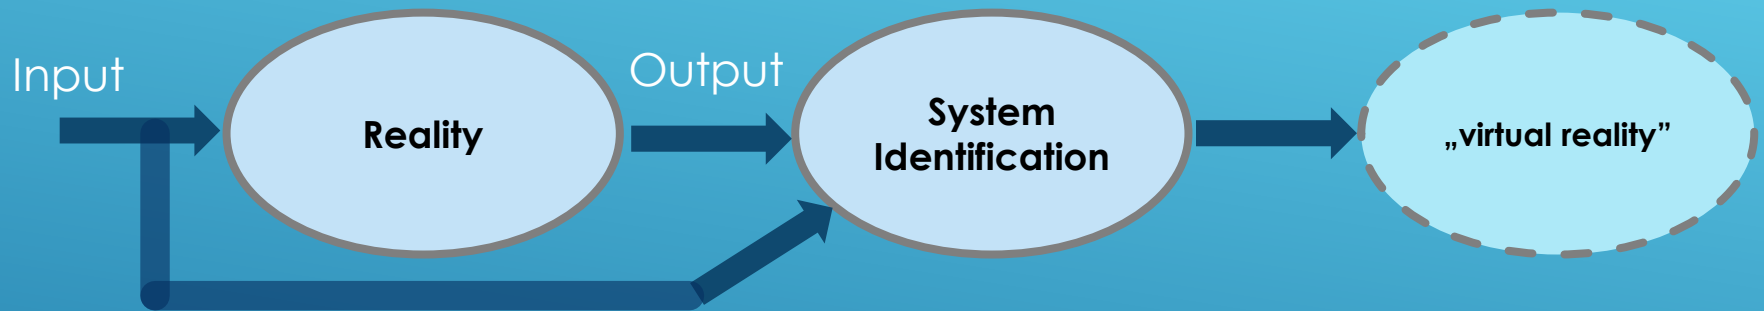 Input
Reality
Output
System
Identification
„virtual reality”